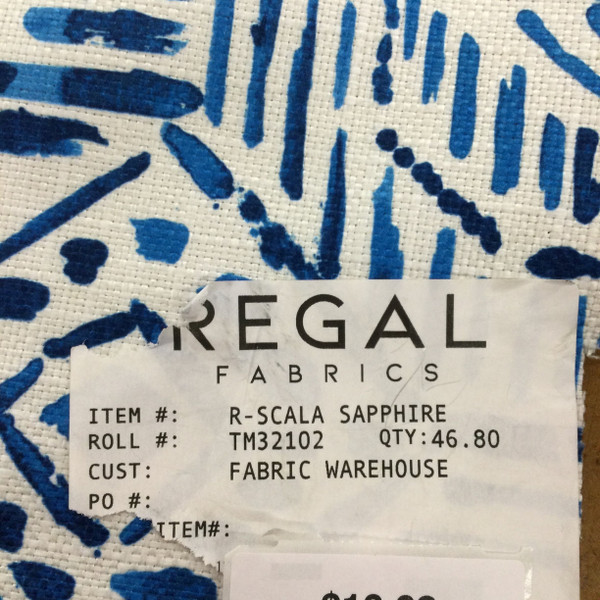 REGAL
FABRICS
ITEM #: R-SCALA SAPPHIRE
ROLL #: TM32102 QTY:46.80
CUST: FABRIC WAREHOUSE
PO #:
ITEM#: